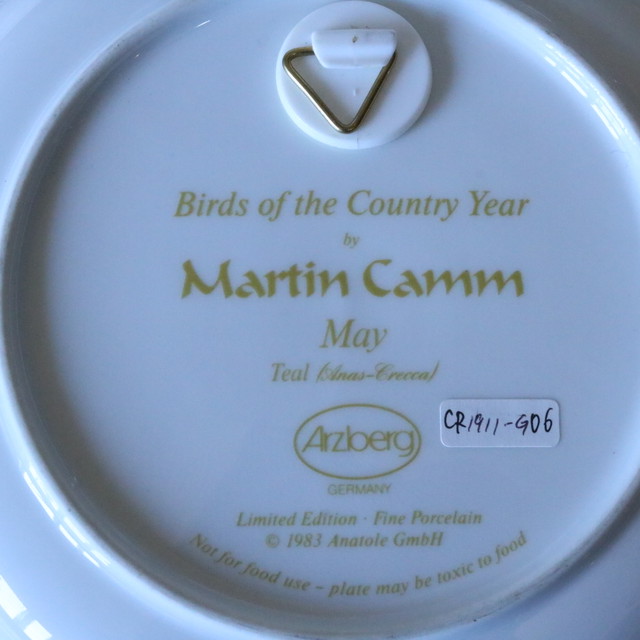 Birds of the Country Year
by
Martin Camm
May
Teal (Anas-Crecca)
Arzberg
GERMANY
CR1911-G06
Limited Edition · Fine Porcelain
© 1983 Anatole GmbH
Not for food use – plate may be toxic to food